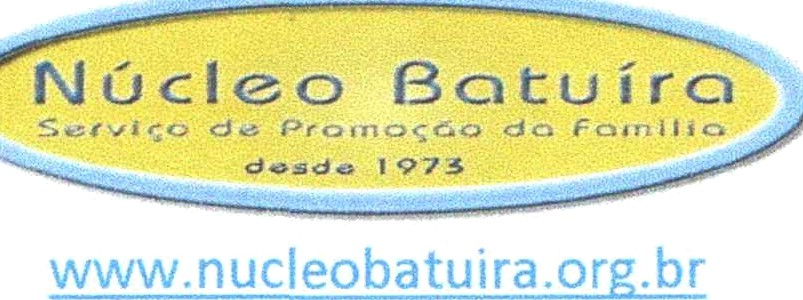 Núcleo Batuíra
Serviço de Promoção da Família
desde 1973
www.nucleobatuira.org.br